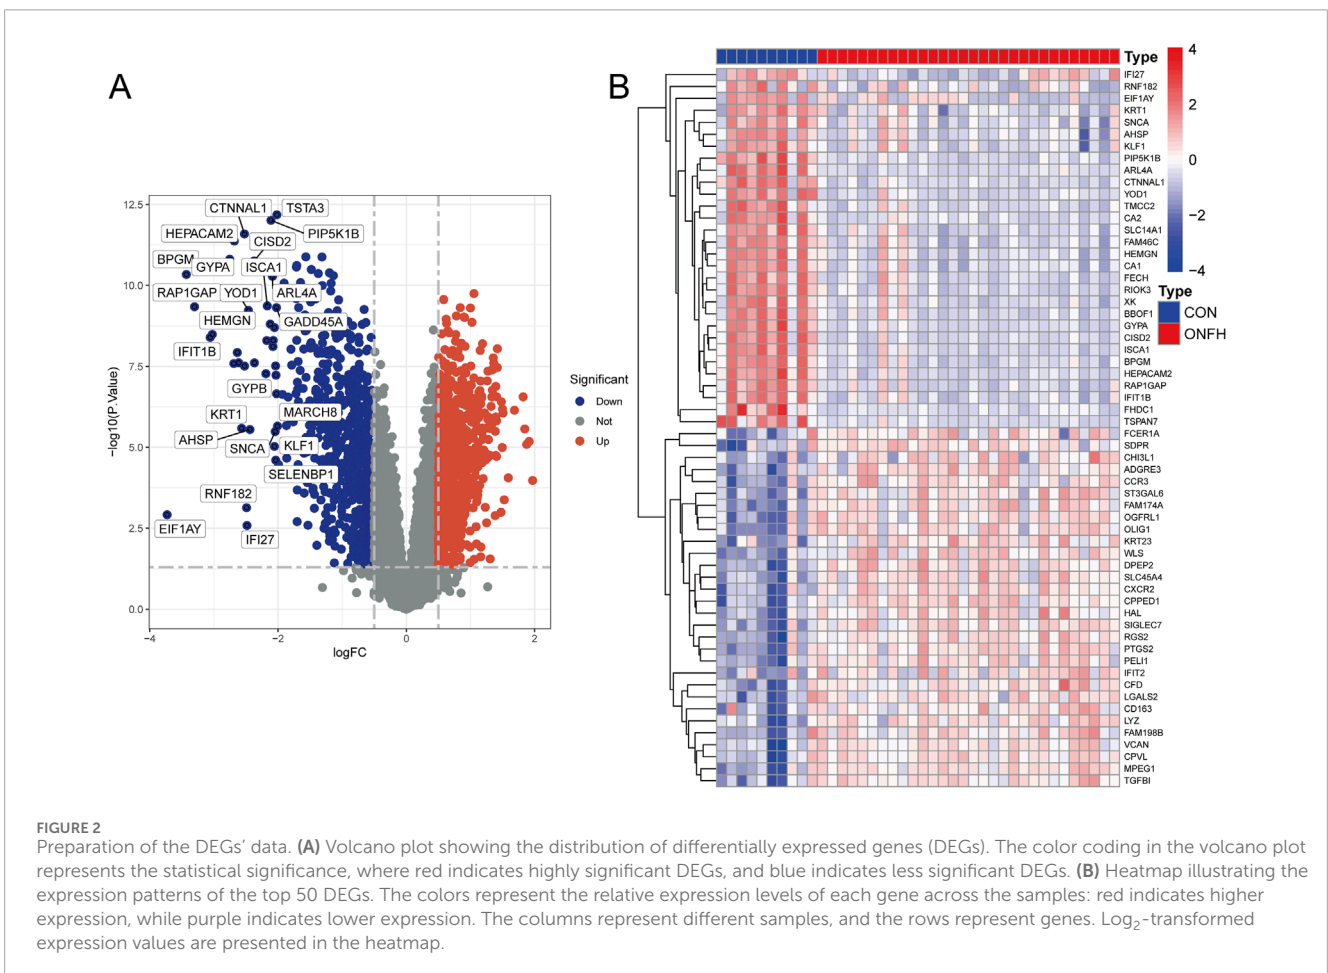 A
12.5
10.0
7.5
5.0
2.5
0.0
−log10(P.Value)
−4
−2
0
2
logFC
CTNNAL1
TSTA3
HEPACAM2
CISD2
PIP5K1B
BPGM
GYPA
ISCA1
RAP1GAP
YOD1
ARL4A
HEMGN
GADD45A
IFIT1B
GYPB
KRT1
MARCH8
AHSP
SNCA
KLF1
SELENBP1
RNF182
EIF1AY
IFI27
Significant
Down
Not
Up
B
Type
IFI27
RNF182
EIF1AY
KRT1
SNCA
AHSP
KLF1
PIP5K1B
ARL4A
CTNNAL1
YOD1
TMCC2
CA2
SLC14A1
FAM46C
HEMGN
CA1
FECH
RIOK3
XK
BBOF1
GYPA
CISD2
ISCA1
BPGM
HEPACAM2
RAP1GAP
IFIT1B
FHDC1
TSPAN7
FCER1A
SDPR
CHI3L1
ADGRE3
CCR3
ST3GAL6
FAM174A
OGFRL1
OLIG1
KRT23
WLS
DPEP2
SLC45A4
CXCR2
CPPED1
HAL
SIGLEC7
RGS2
PTGS2
PELI1
IFIT2
CFD
LGALS2
CD163
LYZ
FAM198B
VCAN
CPVL
MPEG1
TGFBI
4
2
0
−2
−4
Type
CON
ONFH
FIGURE 2
Preparation of the DEGs' data. (A) Volcano plot showing the distribution of differentially expressed genes (DEGs). The color coding in the volcano plot
represents the statistical significance, where red indicates highly significant DEGs, and blue indicates less significant DEGs. (B) Heatmap illustrating the
expression patterns of the top 50 DEGs. The colors represent the relative expression levels of each gene across the samples: red indicates higher
expression, while purple indicates lower expression. The columns represent different samples, and the rows represent genes. Log₂-transformed
expression values are presented in the heatmap.